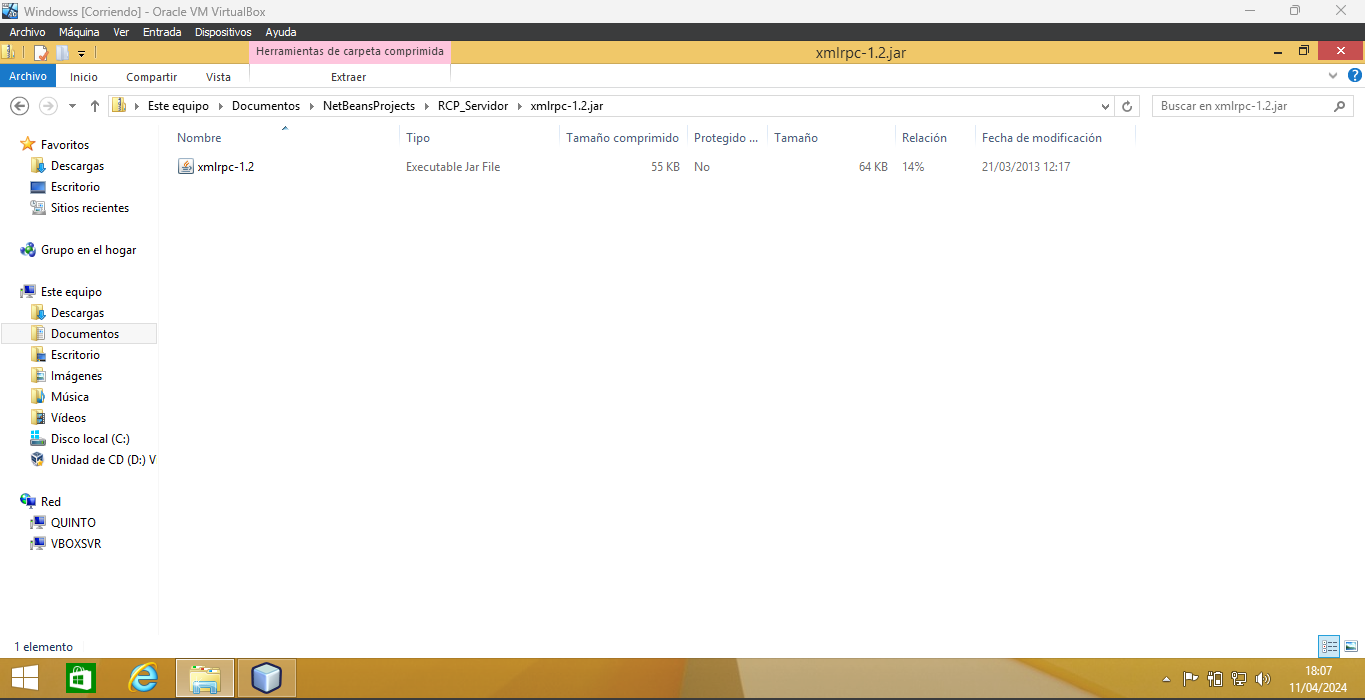 Windowss [Corriendo] - Oracle VM VirtualBox
Archivo Máquina Ver Entrada Dispositivos Ayuda
Herramientas de carpeta comprimida
xmlrpc-1.2.jar
Archivo Inicio Compartir Vista Extraer
Este equipo Documentos NetBeansProjects RCP_Servidor xmlrpc-1.2.jar
Buscar en xmlrpc-1.2.jar
Nombre Tipo Tamaño comprimido Protegido ... Tamaño Relación Fecha de modificación
xmlrpc-1.2 Executable Jar File 55 KB No 64 KB 14% 21/03/2013 12:17
Favoritos
Descargas
Escritorio
Sitios recientes
Grupo en el hogar
Este equipo
Descargas
Documentos
Escritorio
Imágenes
Música
Vídeos
Disco local (C:)
Unidad de CD (D:) V
Red
QUINTO
VBOXSVR
1 elemento
18:07
11/04/2024